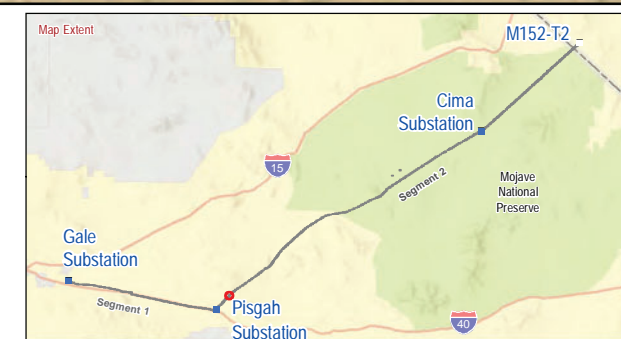 Map Extent
M152-T2
Cima
Substation
15
Segment 2
Mojave
National
Preserve
Gale
Substation
Segment 1
Pisgah
Substation
40